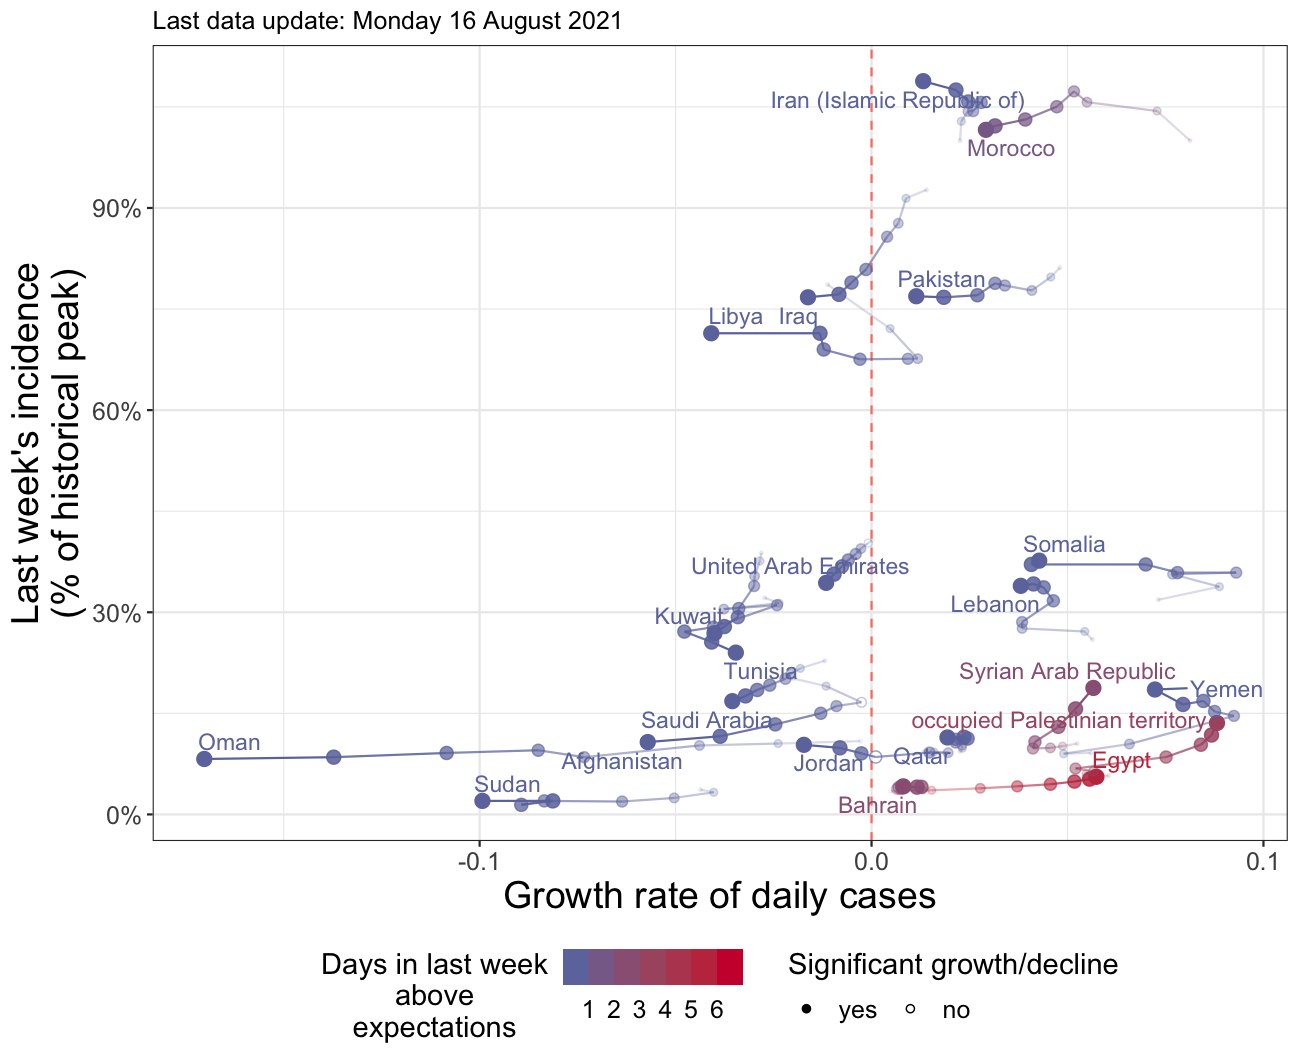 Last data update: Monday 16 August 2021
Iran (Islamic Republic of)
Morocco
90%
Pakistan
Libya
Iraq
60%
Last week's incidence
(% of historical peak)
Somalia
United Arab Emirates
30%
Lebanon
Kuwait
Tunisia
Syrian Arab Republic
Yemen
Saudi Arabia
occupied Palestinian territory
Oman
Afghanistan
Jordan
Qatar
Egypt
Sudan
Bahrain
0%
-0.1
0.0
0.1
Growth rate of daily cases
Days in last week
above
expectations
1 2 3 4 5 6
Significant growth/decline
yes
no